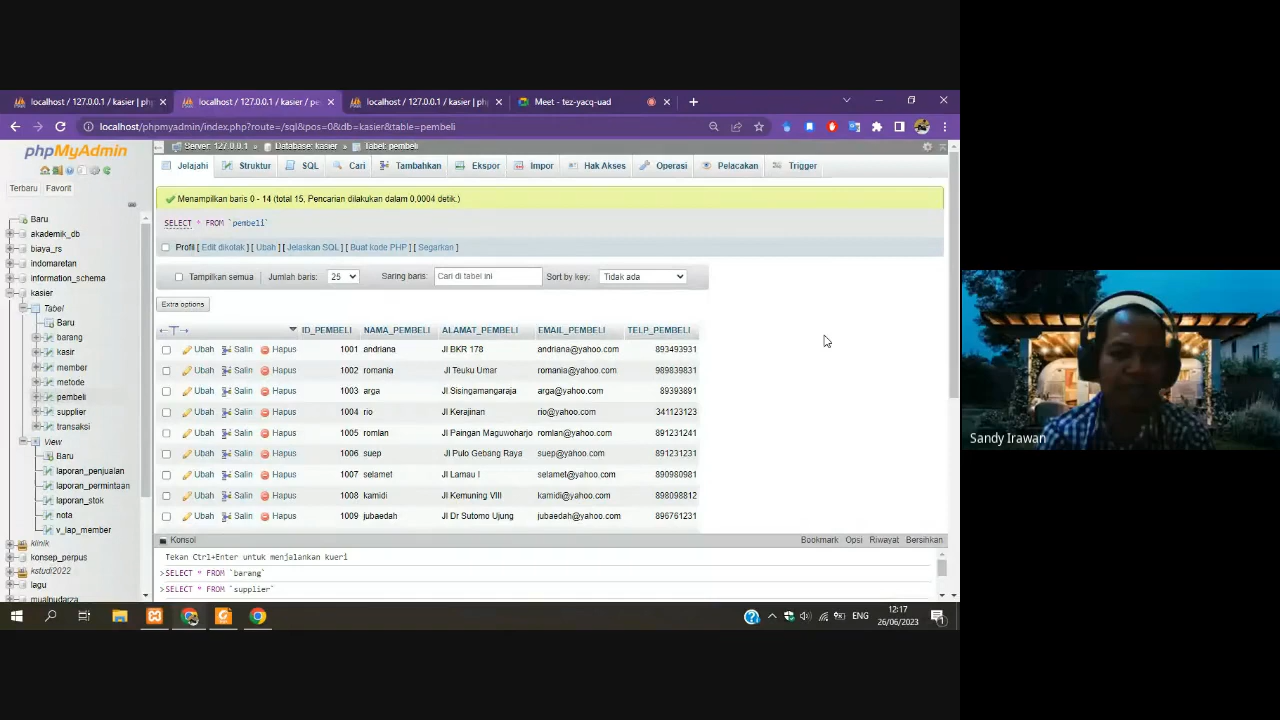 localhost / 127.0.0.1 / kasier | ph
localhost / 127.0.0.1 / kasier / pe
localhost / 127.0.0.1 / kasier | ph
Meet - tez-yacq-uad
localhost/phpmyadmin/index.php?route=/sql&pos=0&db=kasier&table=pembeli
phpMyAdmin
Terbaru Favorit
Baru
akademik_db
biaya_rs
indomaretan
information_schema
kasier
Tabel
Baru
barang
kasir
member
metode
pembeli
supplier
transaksi
View
Baru
laporan_penjualan
laporan_permintaan
laporan_stok
nota
v_lap_member
klinik
konsep_perpus
kstudi2022
lagu
Server: 127.0.0.1 » Database: kasier » Tabel: pembeli
Jelajahi Struktur SQL Cari Tambahkan Ekspor Impor Hak Akses Operasi Pelacakan Trigger
Menampilkan baris 0 - 14 (total 15, Pencarian dilakukan dalam 0,0004 detik.)
SELECT * FROM `pembeli`
Profil [ Edit dikotak ] [ Ubah ] [ Jelaskan SQL ] [ Buat kode PHP ] [ Segarkan ]
Tampilkan semua | Jumlah baris: 25 Saring baris: Cari di tabel ini Sort by key: Tidak ada
Extra options
ID_PEMBELI NAMA_PEMBELI ALAMAT_PEMBELI EMAIL_PEMBELI TELP_PEMBELI
Ubah Salin Hapus 1001 andriana Jl BKR 178 andriana@yahoo.com 893493931
Ubah Salin Hapus 1002 romania Jl Teuku Umar romania@yahoo.com 989839831
Ubah Salin Hapus 1003 arga Jl Sisingamangaraja arga@yahoo.com 89393891
Ubah Salin Hapus 1004 rio Jl Kerajinan rio@yahoo.com 341123123
Ubah Salin Hapus 1005 romlan Jl Paingan Maguwoharjo romlan@yahoo.com 891231241
Ubah Salin Hapus 1006 suep Jl Pulo Gebang Raya suep@yahoo.com 891231231
Ubah Salin Hapus 1007 selamet Jl Lamau I selamet@yahoo.com 890980981
Ubah Salin Hapus 1008 kamidi Jl Kemuning VIII kamidi@yahoo.com 898098812
Ubah Salin Hapus 1009 jubaedah Jl Dr Sutomo Ujung jubaedah@yahoo.com 896761231
Konsol Bookmark Opsi Riwayat Bersihkan
Tekan Ctrl+Enter untuk menjalankan kueri
>SELECT * FROM `barang`
>SELECT * FROM `supplier`
ENG
12:17
26/06/2023
Sandy Irawan